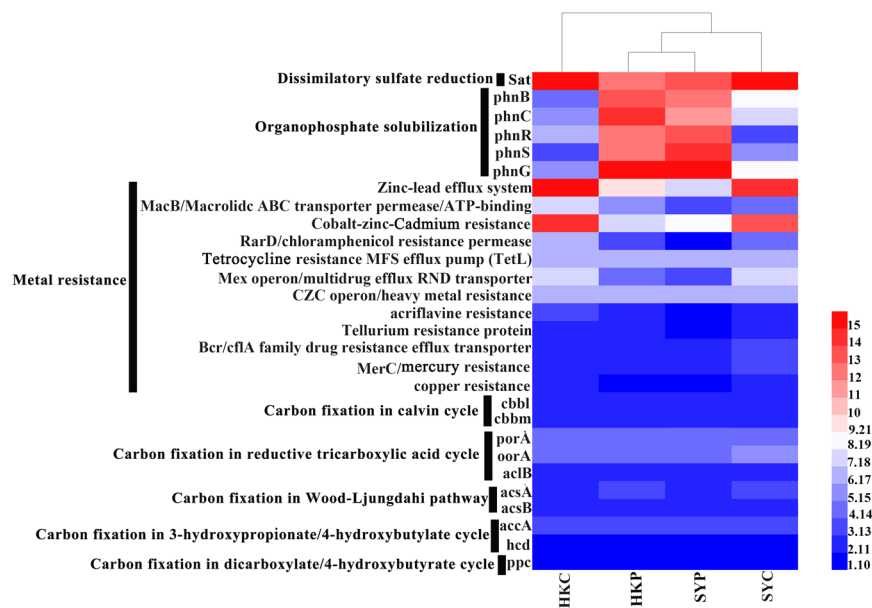 Dissimilatory sulfate reduction Sat
phnB
phnC
Organophosphate solubilization
phnR
phnS
phnG
Zinc-lead efflux system
MacB/Macrolidc ABC transporter permease/ATP-binding
Cobalt-zinc-Cadmium resistance
RarD/chloramphenicol resistance permease
Tetrocycline resistance MFS efflux pump (TetL)
Metal resistance
Mex operon/multidrug efflux RND transporter
CZC operon/heavy metal resistance
acriflavine resistance
Tellurium resistance protein
Bcr/cflA family drug resistance efflux transporter
MerC/mercury resistance
copper resistance
Carbon fixation in calvin cycle
cbbl
cbbm
porA
Carbon fixation in reductive tricarboxylic acid cycle
oorA
aclB
Carbon fixation in Wood-Ljungdahi pathway
acsA
acsB
Carbon fixation in 3-hydroxypropionate/4-hydroxybutylate cycle
accA
hcd
Carbon fixation in dicarboxylate/4-hydroxybutyrate cycle
ppc
HKC
HKP
SYP
SYC
15
14
13
12
11
10
9.21
8.19
7.18
6.17
5.15
4.14
3.13
2.11
1.10